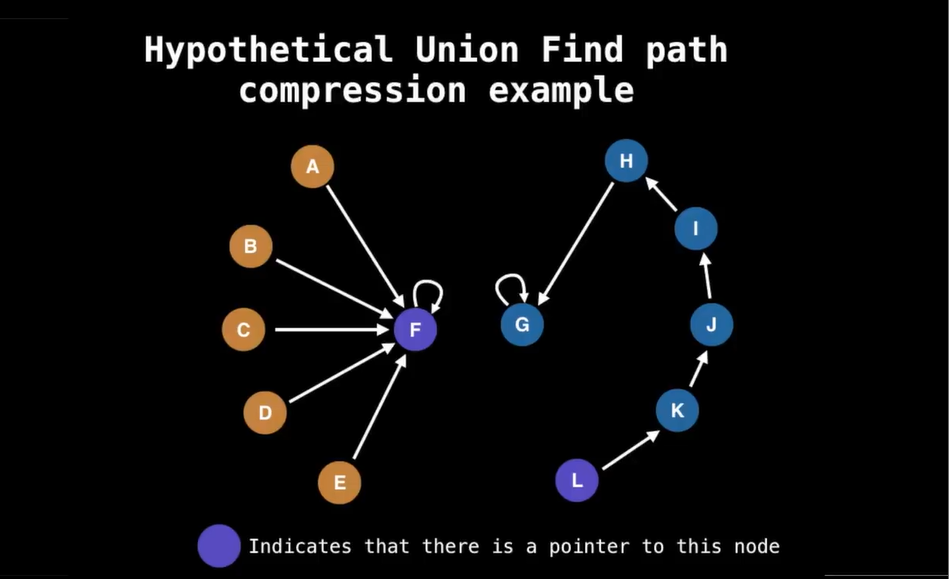 Hypothetical Union Find path
compression example
A
H
B
I
C
F
G
J
D
K
E
L
Indicates that there is a pointer to this node